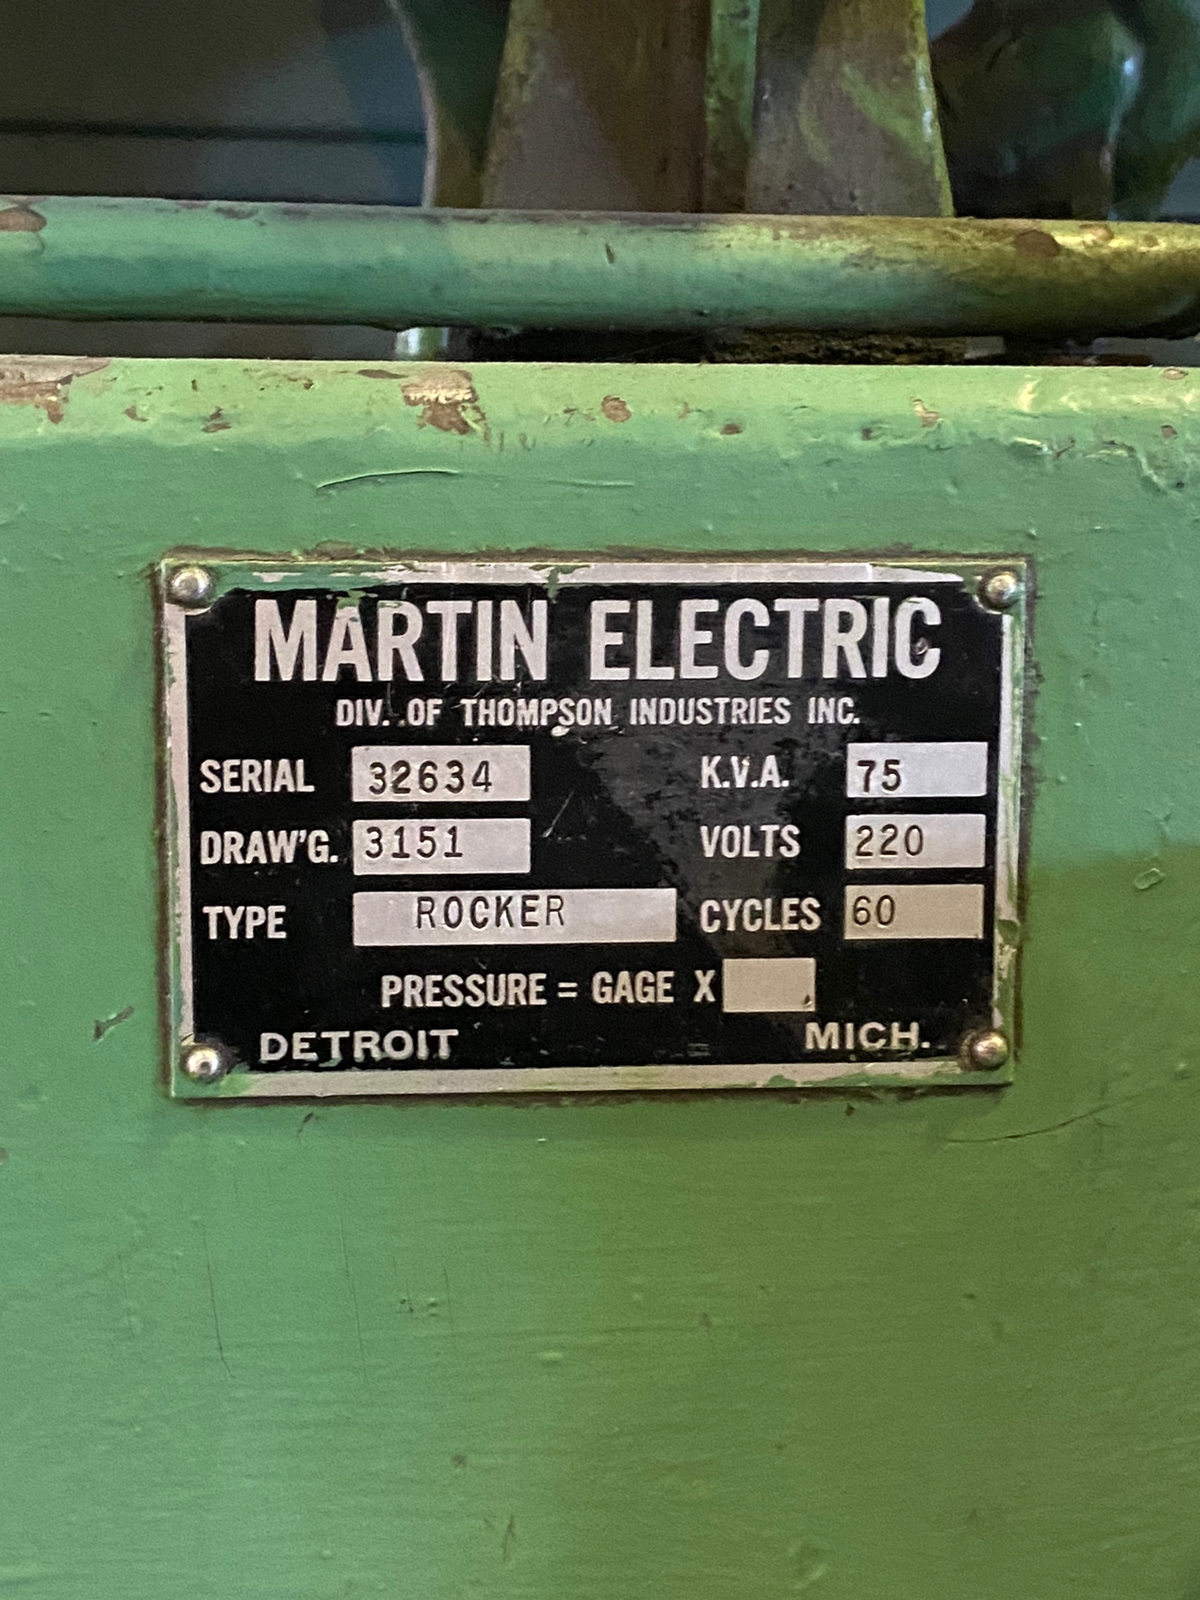 MARTIN ELECTRIC
DIV. OF THOMPSON INDUSTRIES INC.
SERIAL 32634 K.V.A. 75
DRAW'G. 3151 VOLTS 220
TYPE ROCKER CYCLES 60
PRESSURE = GAGE X
DETROIT MICH.